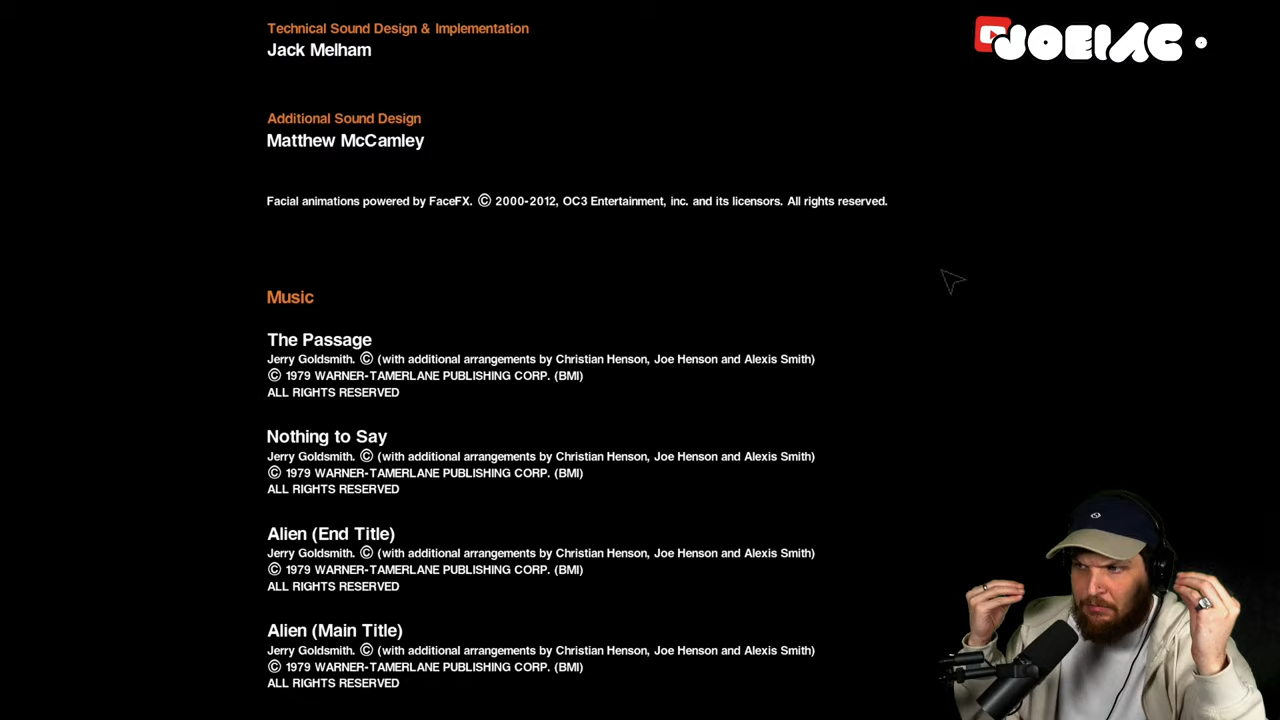 Technical Sound Design & Implementation
Jack Melham
JOEIAC
Additional Sound Design
Matthew McCamley
Facial animations powered by FaceFX. © 2000-2012, OC3 Entertainment, inc. and its licensors. All rights reserved.
Music
The Passage
Jerry Goldsmith. © (with additional arrangements by Christian Henson, Joe Henson and Alexis Smith)
© 1979 WARNER-TAMERLANE PUBLISHING CORP. (BMI)
ALL RIGHTS RESERVED
Nothing to Say
Jerry Goldsmith. © (with additional arrangements by Christian Henson, Joe Henson and Alexis Smith)
© 1979 WARNER-TAMERLANE PUBLISHING CORP. (BMI)
ALL RIGHTS RESERVED
Alien (End Title)
Jerry Goldsmith. © (with additional arrangements by Christian Henson, Joe Henson and Alexis Smith)
© 1979 WARNER-TAMERLANE PUBLISHING CORP. (BMI)
ALL RIGHTS RESERVED
Alien (Main Title)
Jerry Goldsmith. © (with additional arrangements by Christian Henson, Joe Henson and Alexis Smith)
© 1979 WARNER-TAMERLANE PUBLISHING CORP. (BMI)
ALL RIGHTS RESERVED